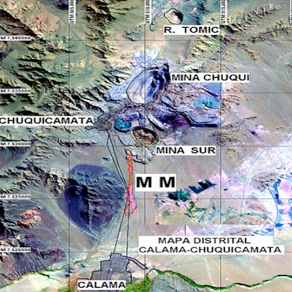 R. TOMIC
MINA CHUQUI
CHUQUICAMATA
MINA SUR
M M
MAPA DISTRITAL
CALAMA-CHUQUICAMATA
CALAMA